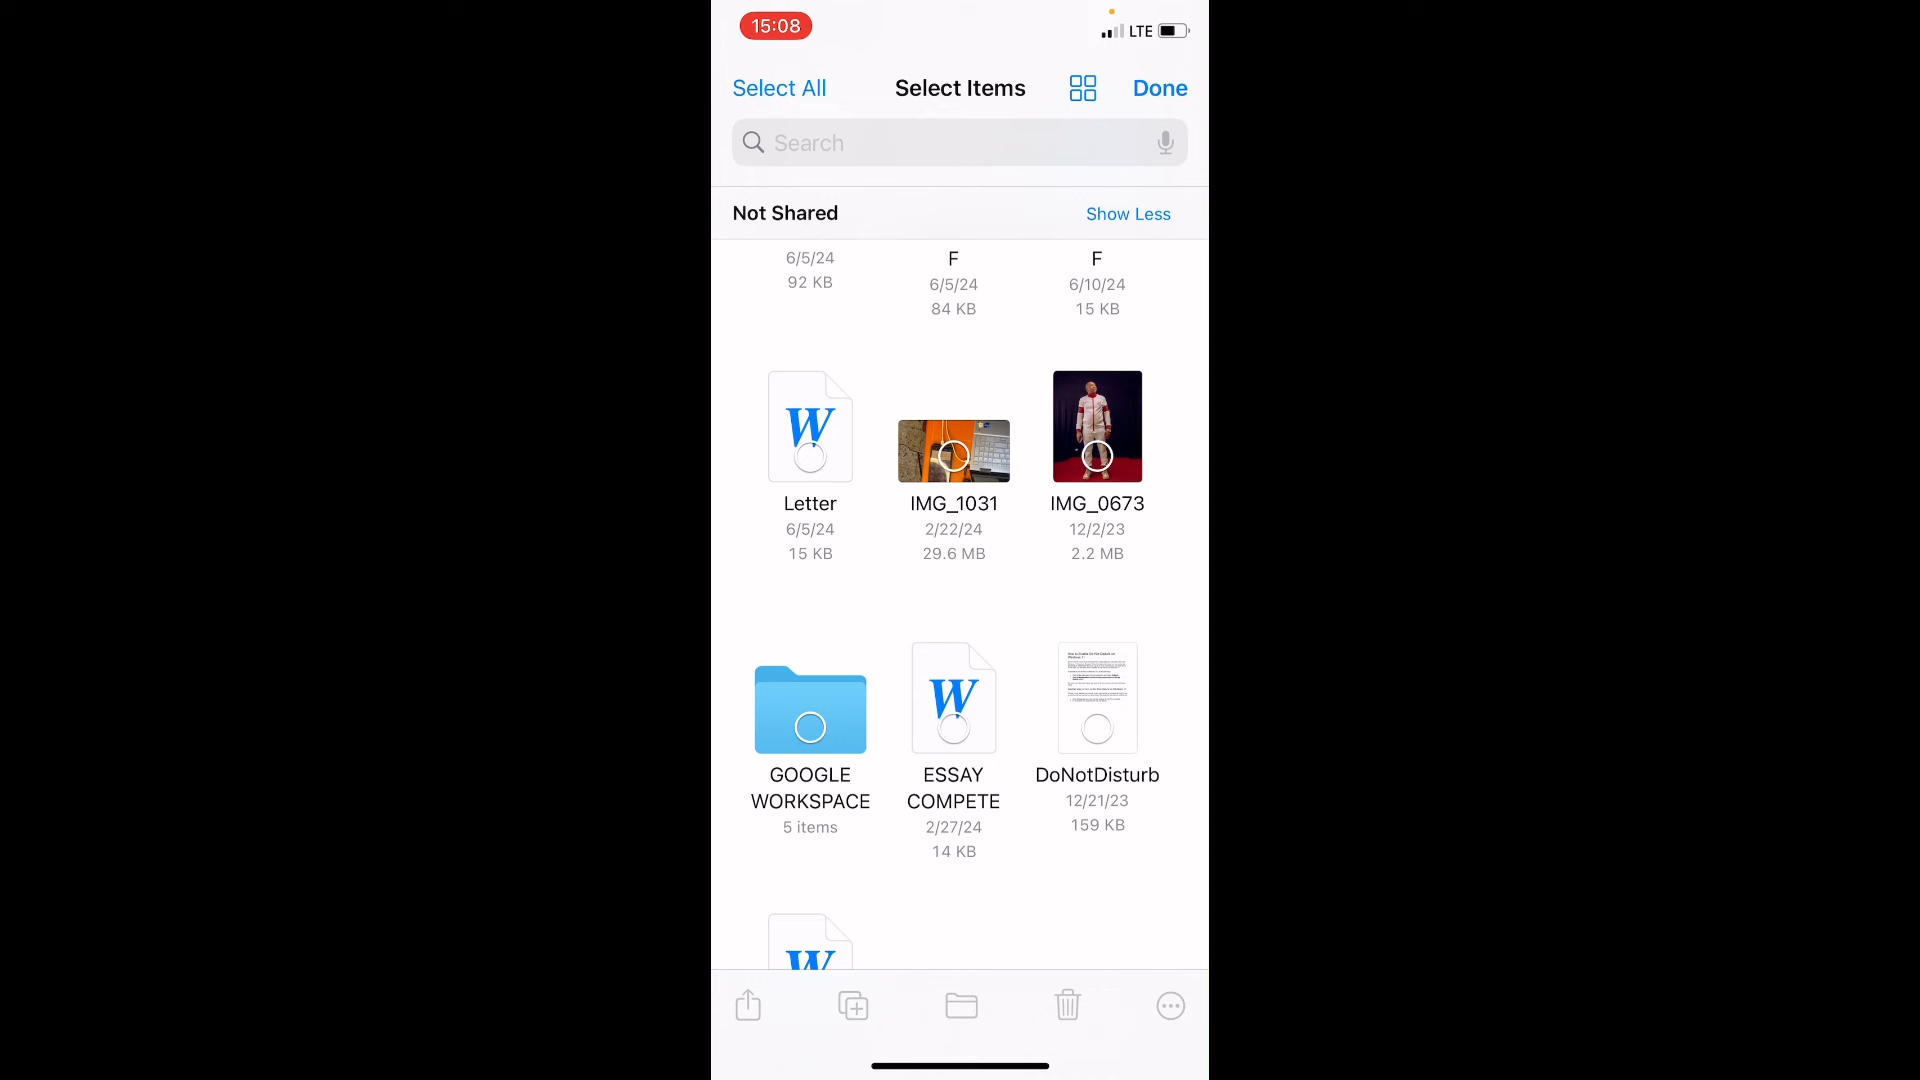 15:08
LTE
Select All
Select Items
Done
Search
Not Shared
Show Less
6/5/24
92 KB
F
6/5/24
84 KB
F
6/10/24
15 KB
W
Letter
6/5/24
15 KB
IMG_1031
2/22/24
29.6 MB
IMG_0673
12/2/23
2.2 MB
GOOGLE
WORKSPACE
5 items
W
ESSAY
COMPETE
2/27/24
14 KB
DoNotDisturb
12/21/23
159 KB
W